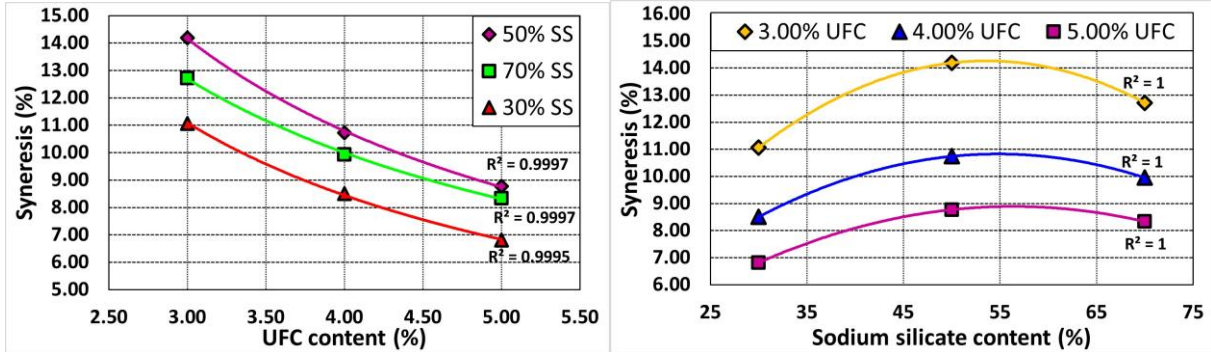 15.00
14.00
13.00
12.00
11.00
10.00
9.00
8.00
7.00
6.00
5.00
Syneresis (%)
50% SS
70% SS
30% SS
R² = 0.9997
R² = 0.9997
R² = 0.9995
2.50 3.00 3.50 4.00 4.50 5.00 5.50
UFC content (%)
16.00
15.00
14.00
13.00
12.00
11.00
10.00
9.00
8.00
7.00
6.00
Syneresis (%)
3.00% UFC 4.00% UFC 5.00% UFC
R² = 1
R² = 1
R² = 1
25 35 45 55 65 75
Sodium silicate content (%)